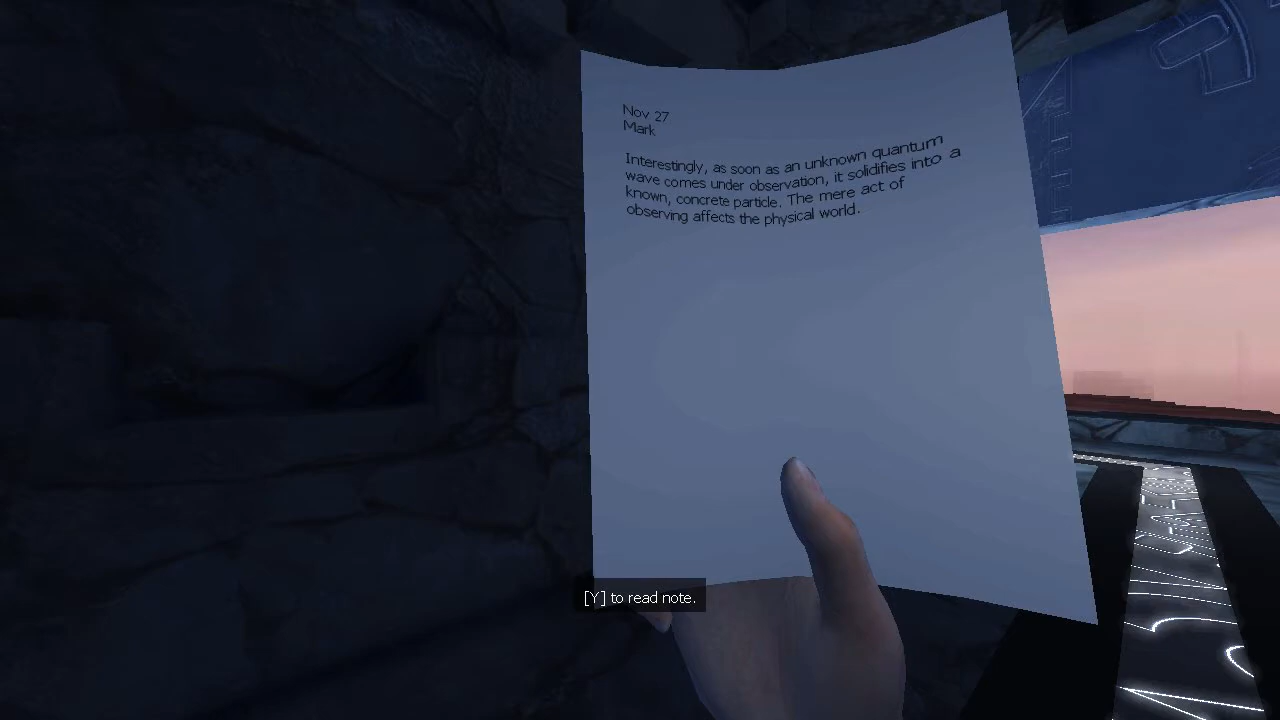 Nov 27
Mark
Interestingly, as soon as an unknown quantum
wave comes under observation, it solidifies into a
known, concrete particle. The mere act of
observing affects the physical world.
[Y] to read note.